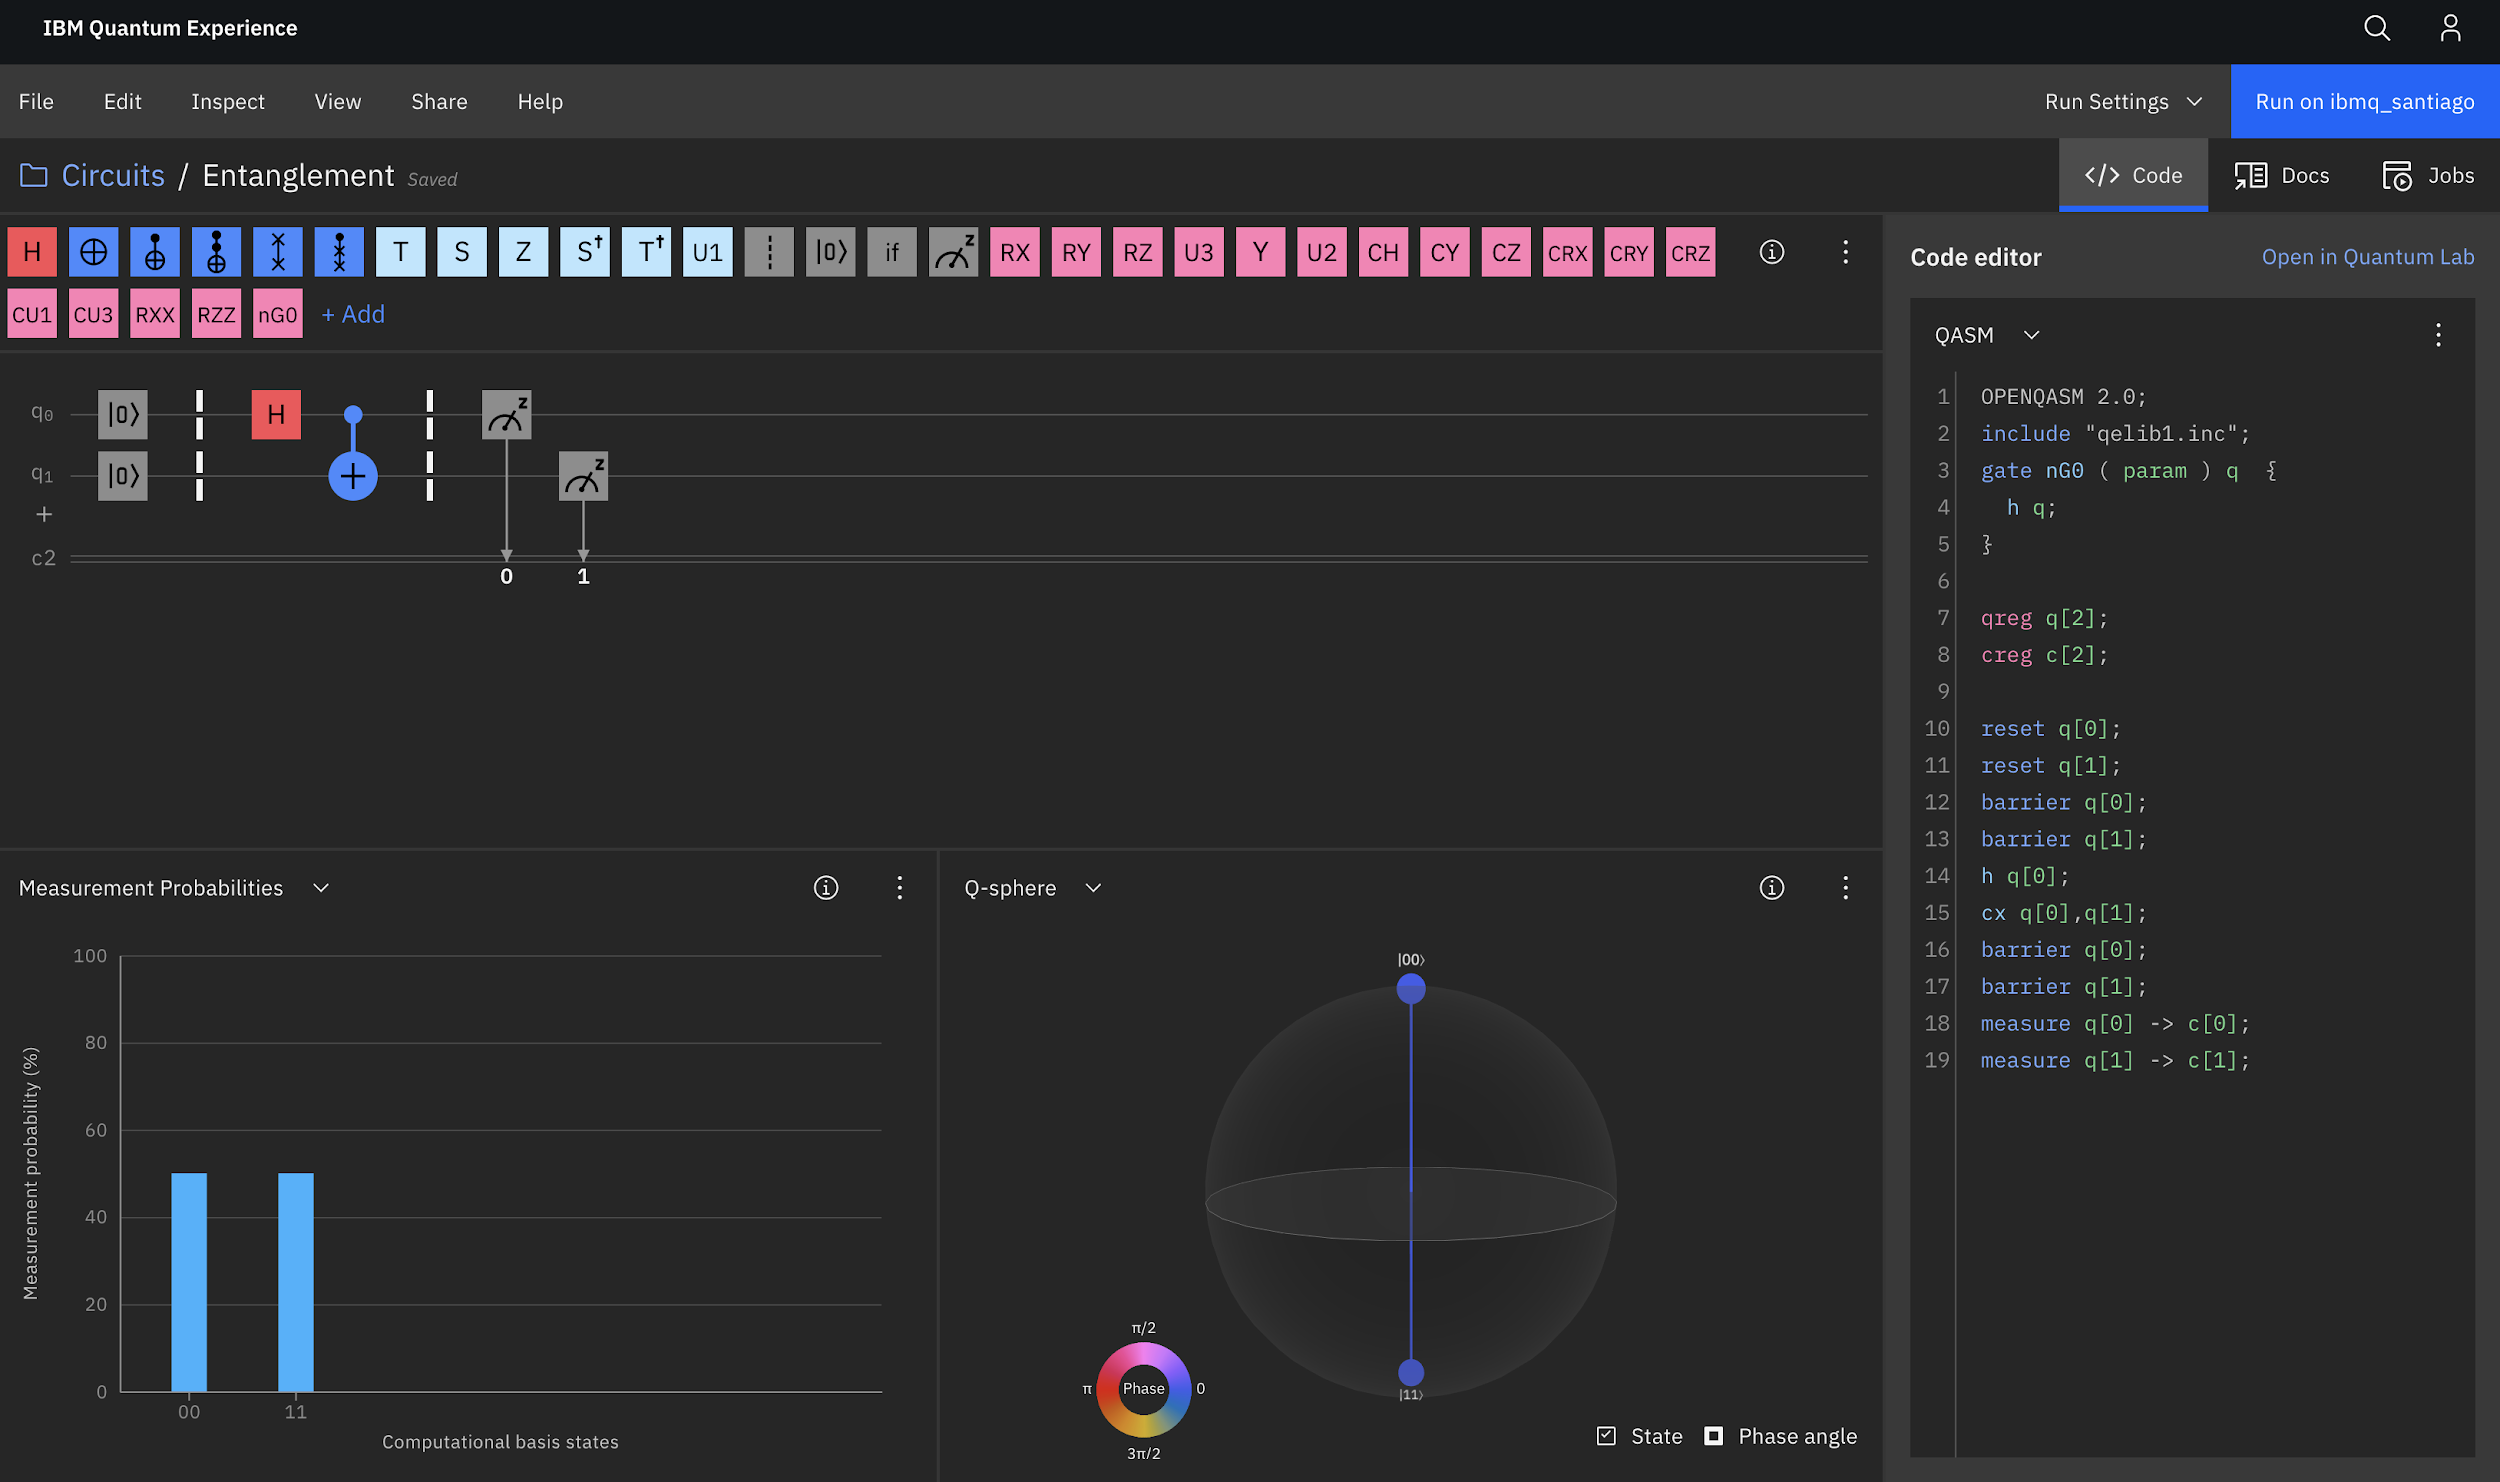 IBM Quantum Experience
File Edit Inspect View Share Help Run Settings Run on ibmq_santiago
Circuits / Entanglement Saved
</> Code Docs Jobs
H T S Z S† T† U1 |0⟩ if z RX RY RZ U3 Y U2 CH CY CZ CRX CRY CRZ
CU1 CU3 RXX RZZ nG0 + Add
q0 |0⟩ H z
q1 |0⟩ + z
+
c2
0 1
Measurement Probabilities
100
80
60
40
20
0
Measurement probability (%)
00 11
Computational basis states
Q-sphere
|00⟩
|11⟩
π/2
π Phase 0
3π/2
State Phase angle
Code editor Open in Quantum Lab
QASM
1 OPENQASM 2.0;
2 include "qelib1.inc";
3 gate nG0 ( param ) q {
4 h q;
5 }
6
7 qreg q[2];
8 creg c[2];
9
10 reset q[0];
11 reset q[1];
12 barrier q[0];
13 barrier q[1];
14 h q[0];
15 cx q[0],q[1];
16 barrier q[0];
17 barrier q[1];
18 measure q[0] -> c[0];
19 measure q[1] -> c[1];